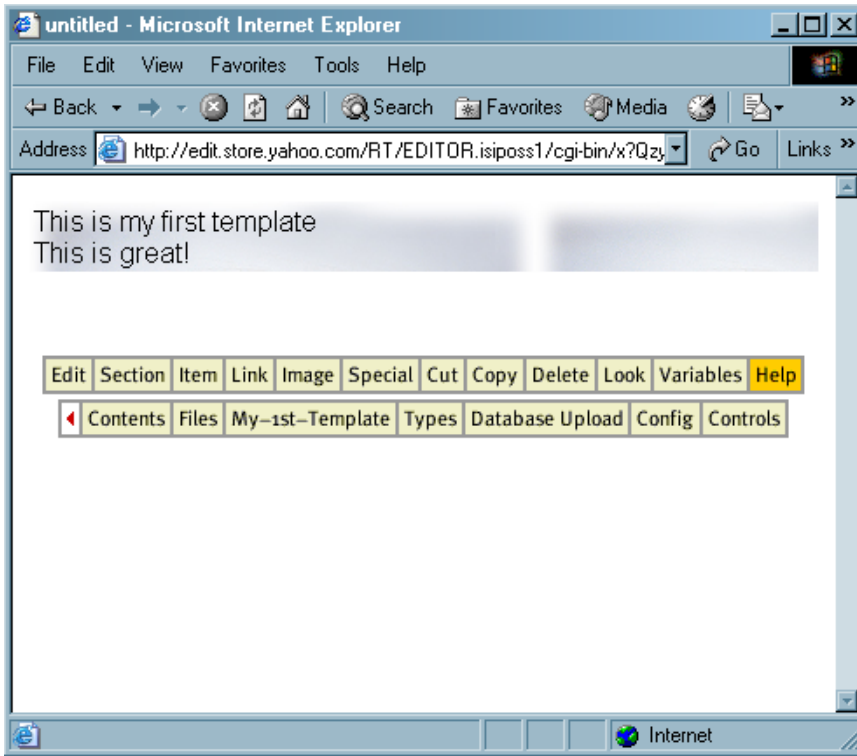 untitled - Microsoft Internet Explorer
File Edit View Favorites Tools Help
Back Search Favorites Media »
Address http://edit.store.yahoo.com/RT/EDITOR.isiposs1/cgi-bin/x?Qzy Go Links »
This is my first template
This is great!
Edit Section Item Link Image Special Cut Copy Delete Look Variables Help
Contents Files My-1st-Template Types Database Upload Config Controls
Internet